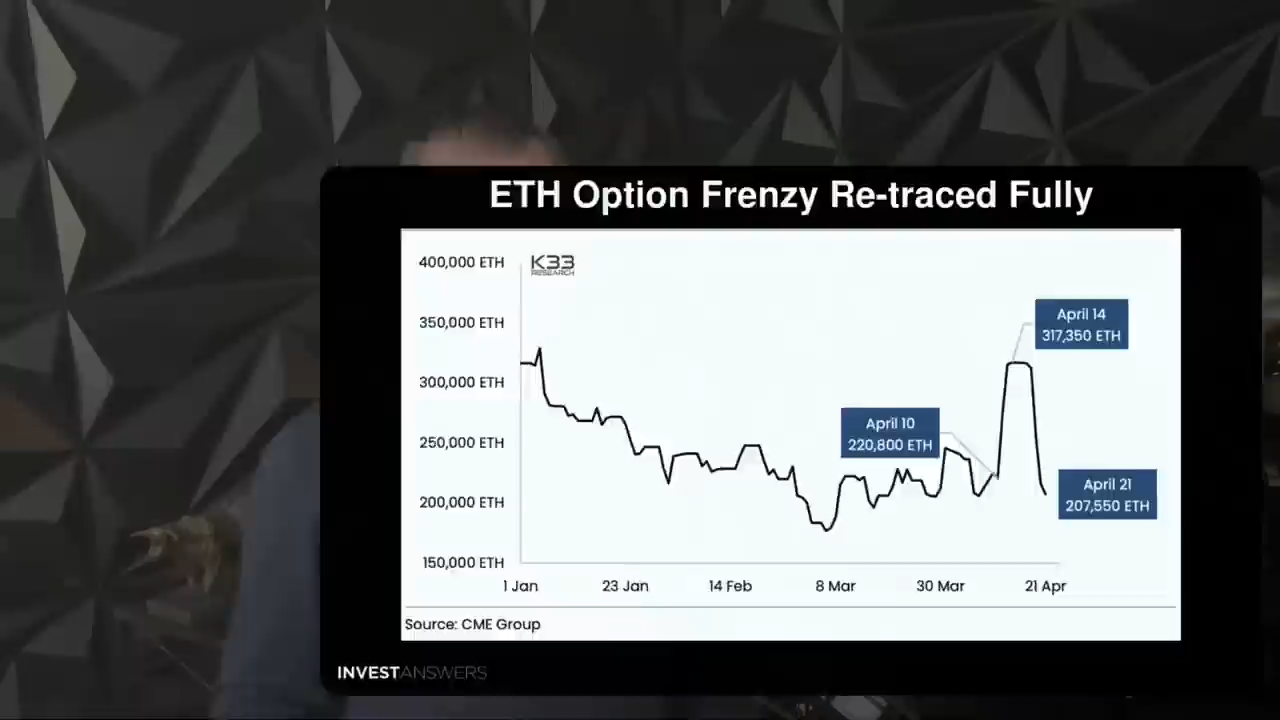 ETH Option Frenzy Re-traced Fully
400,000 ETH
K33
RESEARCH
350,000 ETH
April 14
317,350 ETH
300,000 ETH
April 10
220,800 ETH
250,000 ETH
April 21
207,550 ETH
200,000 ETH
150,000 ETH
1 Jan 23 Jan 14 Feb 8 Mar 30 Mar 21 Apr
Source: CME Group
INVESTANSWERS